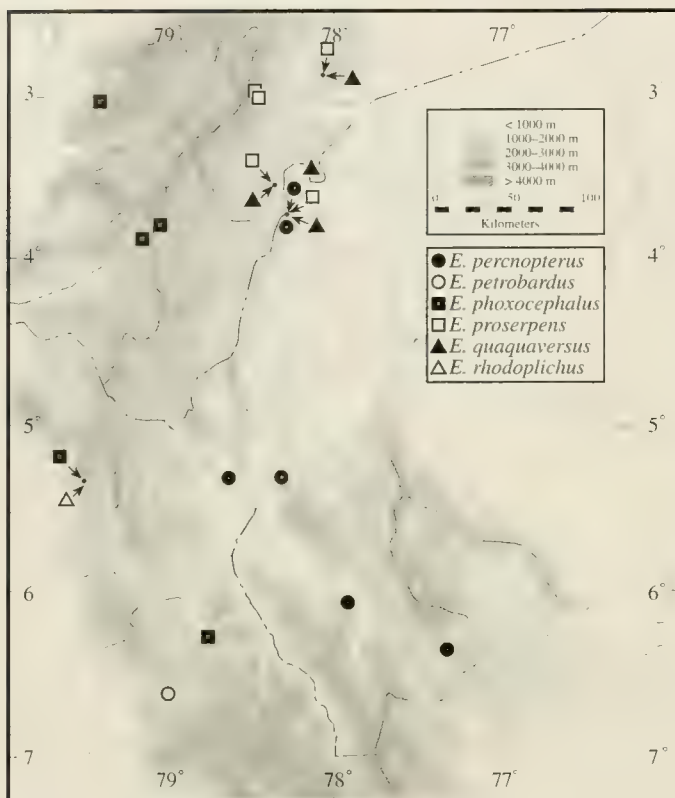 79° 78° 77°
3 3
< 1000 m
1000–2000 m
2000–3000 m
3000–4000 m
> 4000 m
0 50 100
Kilometers
4° 4°
E. percnopterus
E. petrobardus
E. phoxocephalus
E. proserpens
E. quaquaversus
E. rhodoplichus
5° 5°
6 6°
7 7°
79° 78° 77°